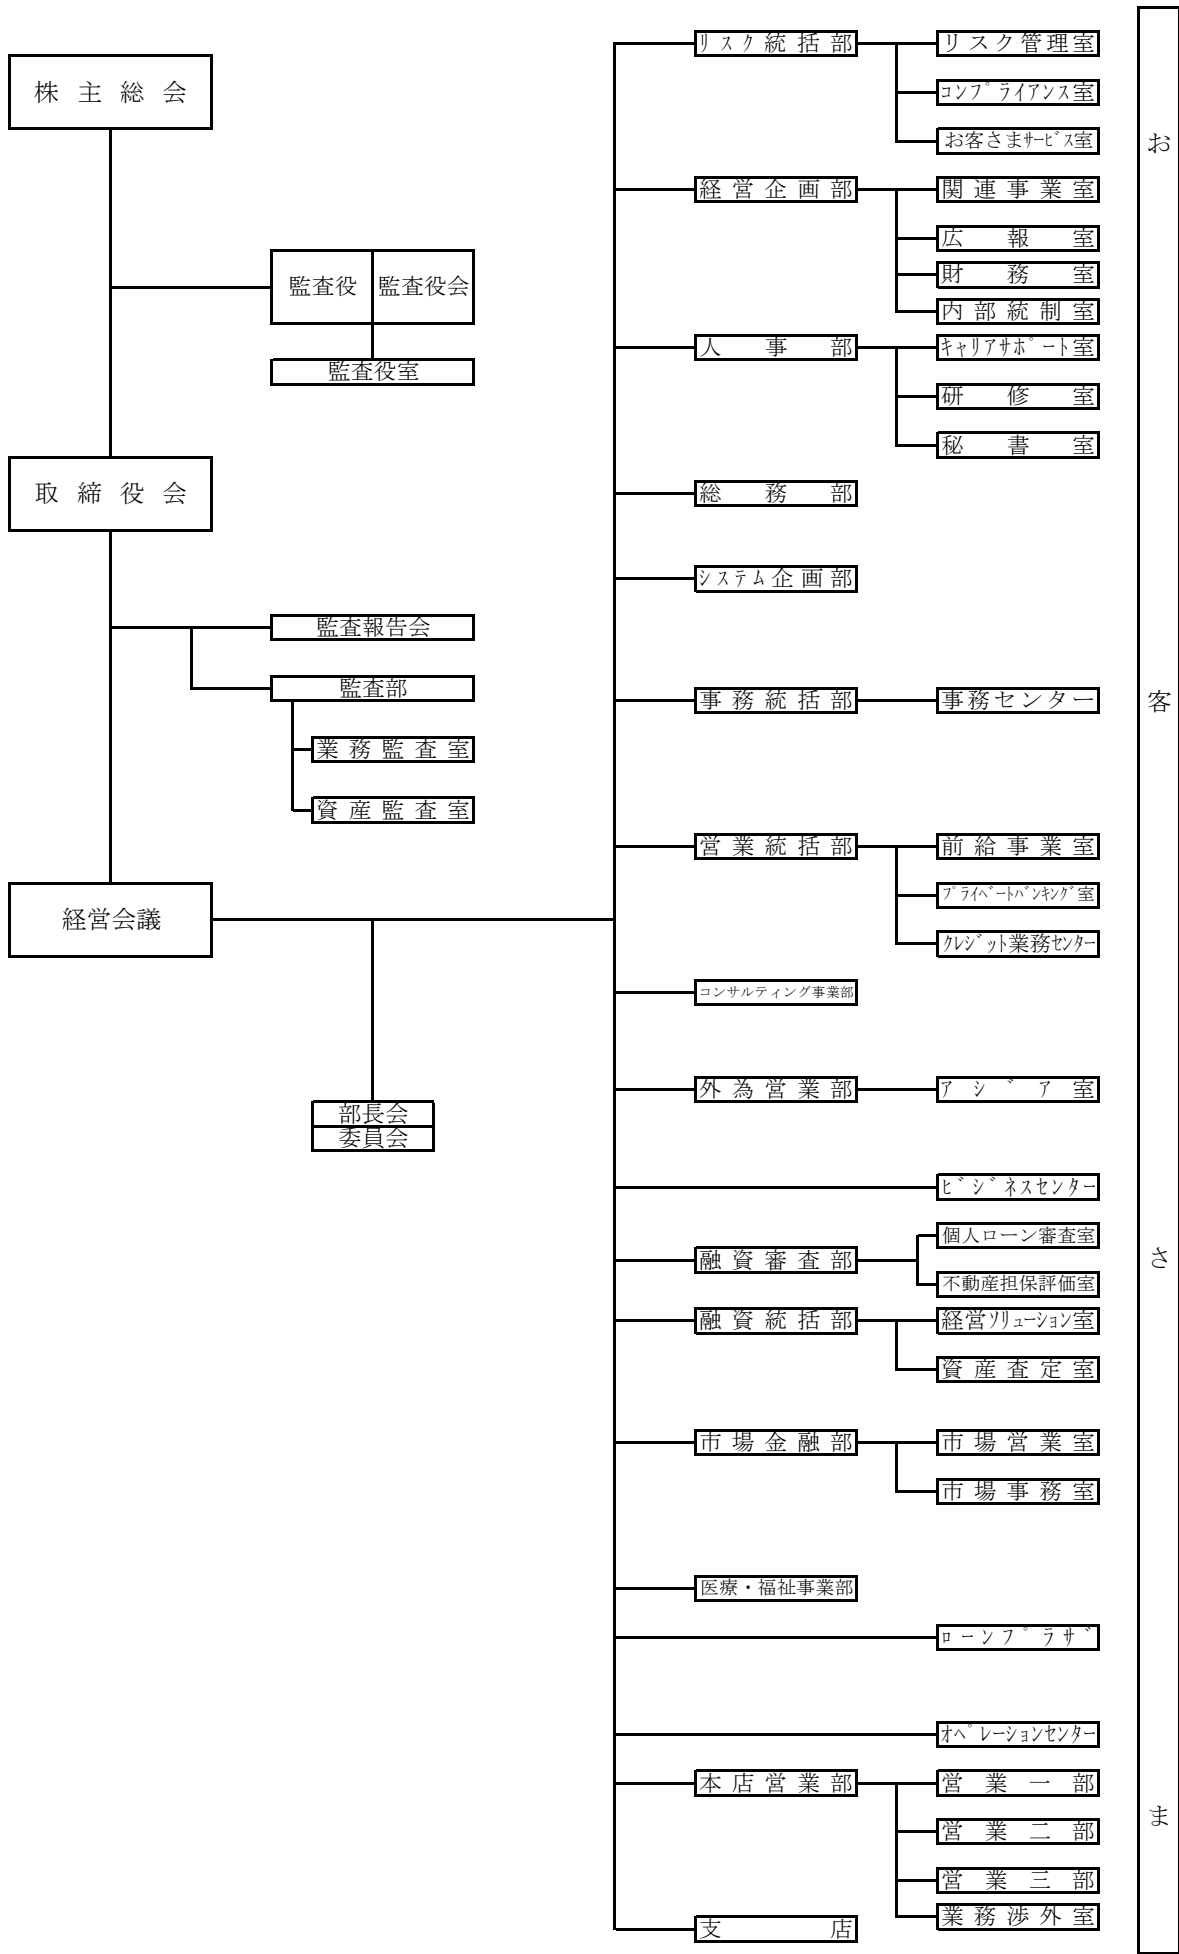 株主総会
監査役
監査役会
監査役室
取締役会
監査報告会
監査部
業務監査室
資産監査室
経営会議
部長会
委員会
リスク統括部
リスク管理室
コンプライアンス室
お客さまサービス室
経営企画部
関連事業室
広報室
財務室
内部統制室
人事部
キャリアサポート室
研修室
秘書室
総務部
システム企画部
事務統括部
事務センター
営業統括部
前給事業室
プライベートバンキング室
クレジット業務センター
コンサルティング事業部
外為営業部
アジア室
ビジネスセンター
融資審査部
個人ローン審査室
不動産担保評価室
融資統括部
経営ソリューション室
資産査定室
市場金融部
市場営業室
市場事務室
医療・福祉事業部
ローンプラザ
オペレーションセンター
本店営業部
営業一部
営業二部
営業三部
業務渉外室
支店
お客さま